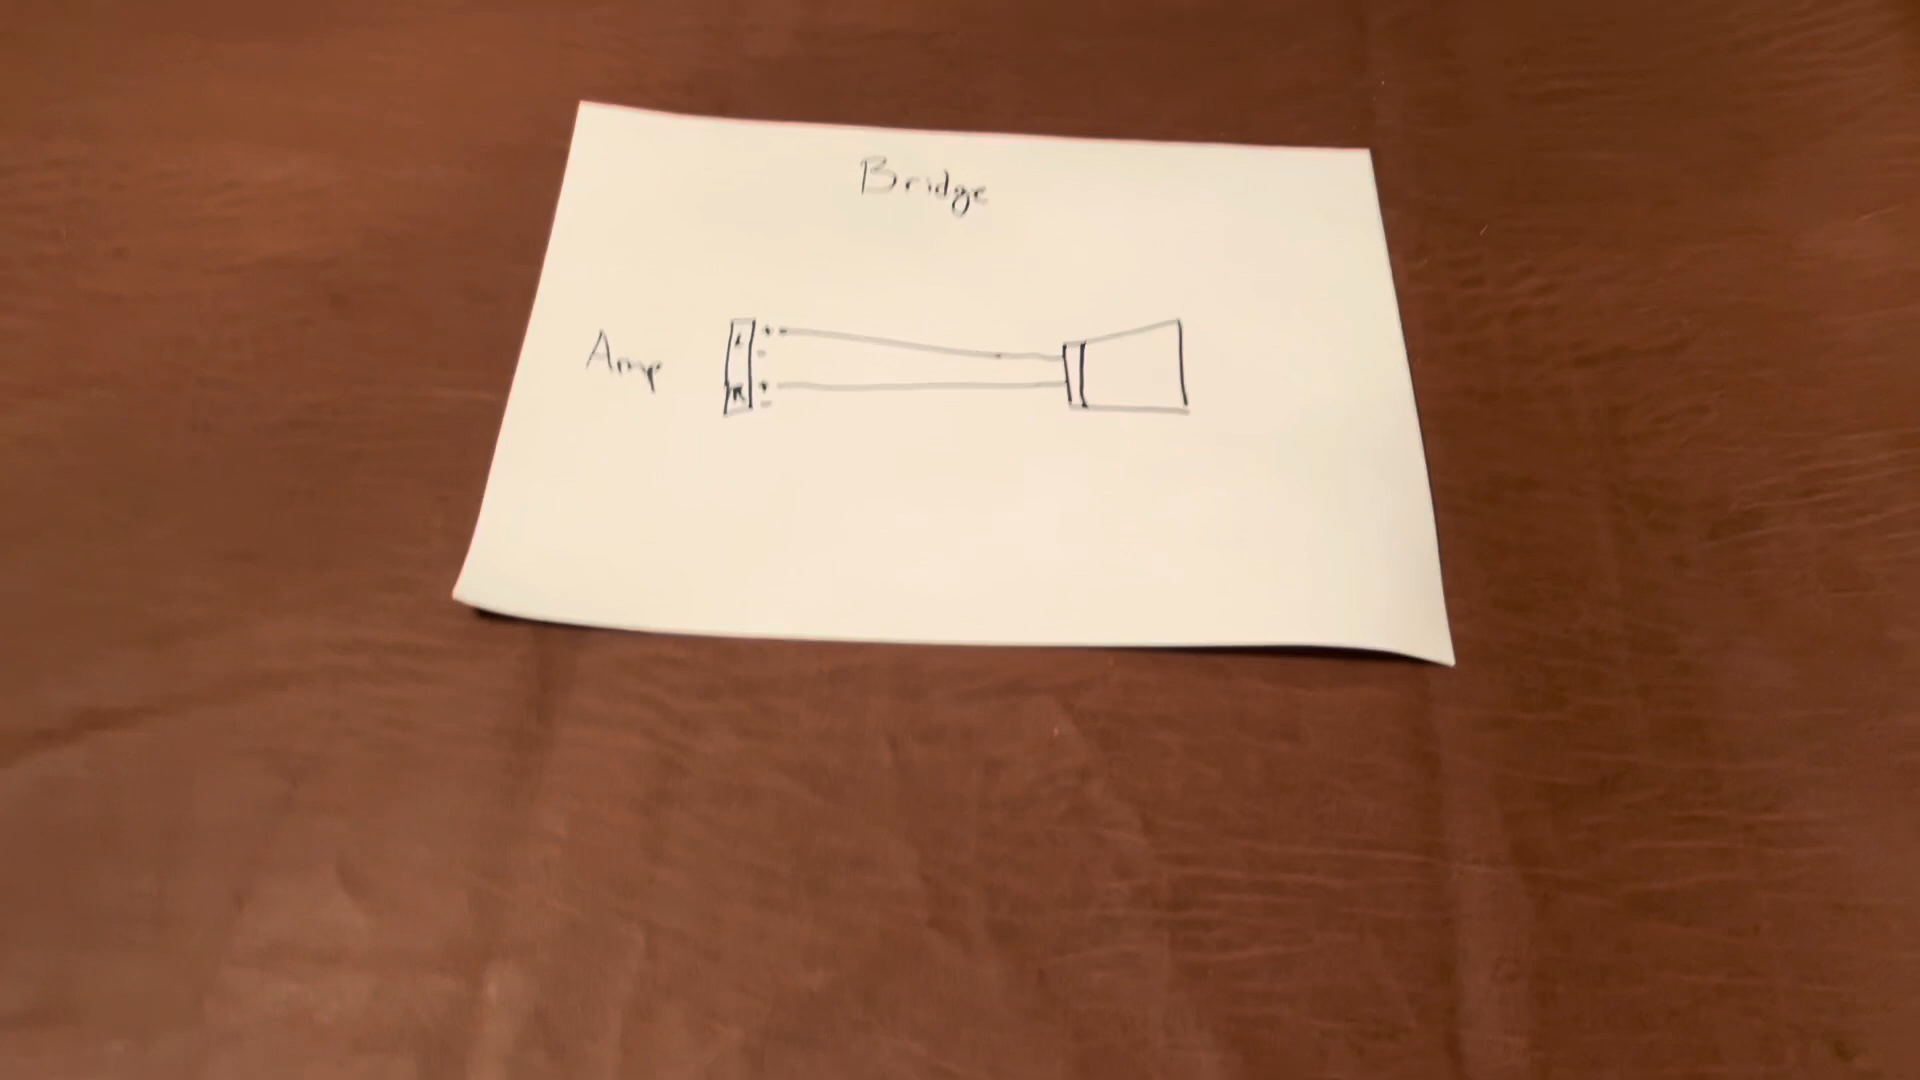 Bridge
Amp
L + -
R + -